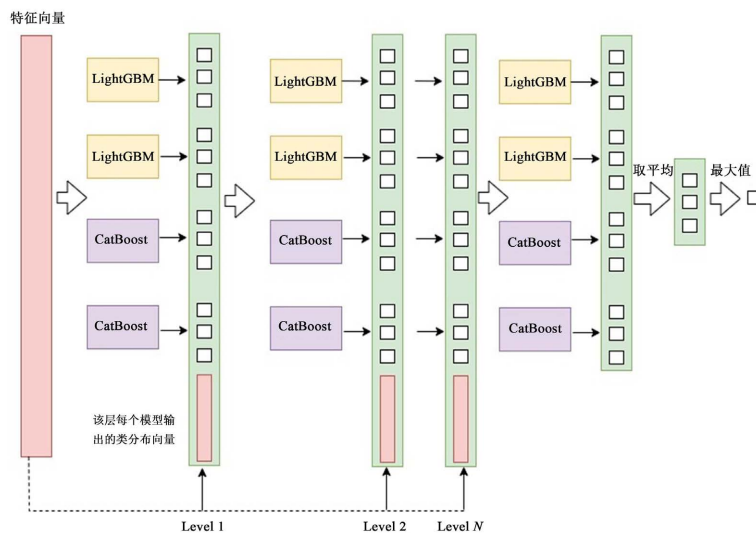 特征向量
LightGBM
LightGBM
LightGBM
LightGBM
LightGBM
LightGBM
取平均
最大值
CatBoost
CatBoost
CatBoost
CatBoost
CatBoost
CatBoost
该层每个模型输
出的类分布向量
Level 1
Level 2
Level N